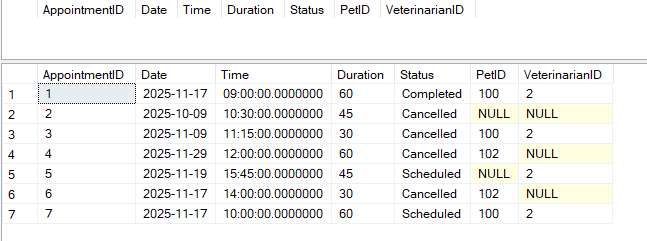 AppointmentID Date Time Duration Status PetID VeterinarianID
AppointmentID Date Time Duration Status PetID VeterinarianID
1 1 2025-11-17 09:00:00.0000000 60 Completed 100 2
2 2 2025-10-09 10:30:00.0000000 45 Cancelled NULL NULL
3 3 2025-11-09 11:15:00.0000000 30 Cancelled 100 2
4 4 2025-11-29 12:00:00.0000000 60 Cancelled 102 NULL
5 5 2025-11-19 15:45:00.0000000 45 Scheduled NULL 2
6 6 2025-11-17 14:00:00.0000000 30 Cancelled 102 NULL
7 7 2025-11-17 10:00:00.0000000 60 Scheduled 100 2